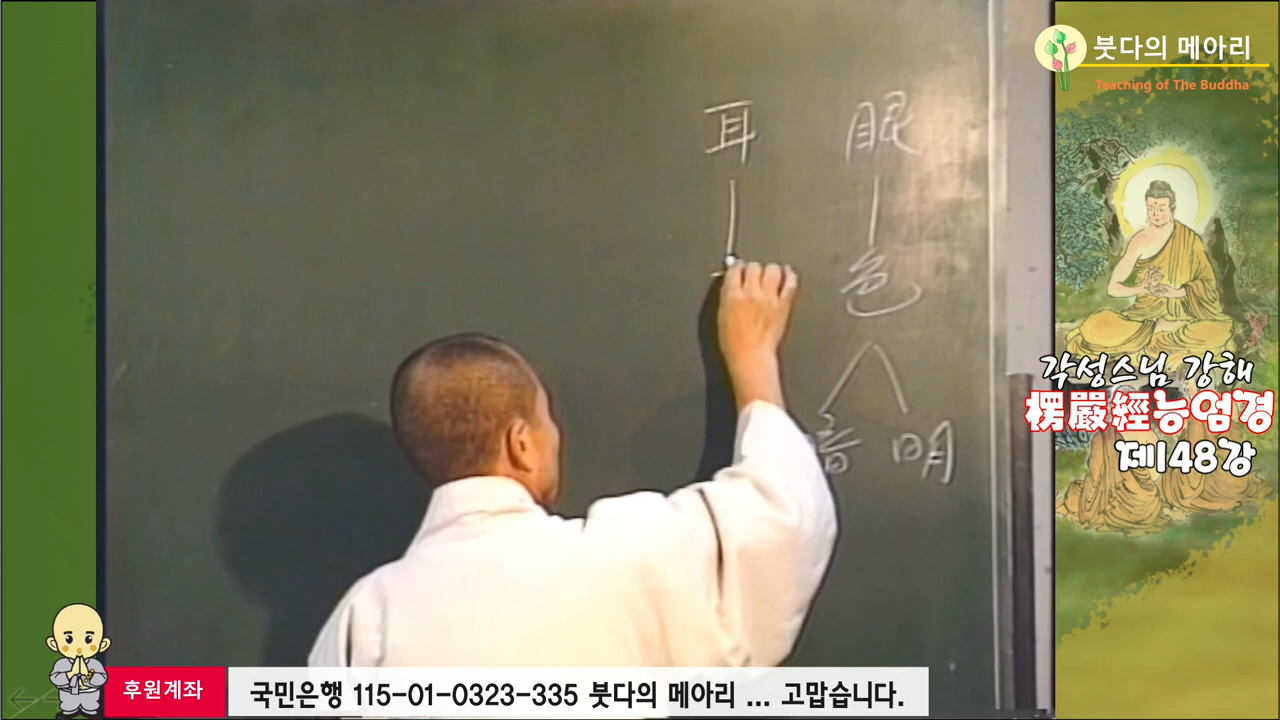 붓다의 메아리
Teaching of The Buddha
耳 眼
色
音 明
각성스님 강해
楞嚴經능엄경
제148강
후원계좌
국민은행 115-01-0323-335 붓다의 메아리 ... 고맙습니다.